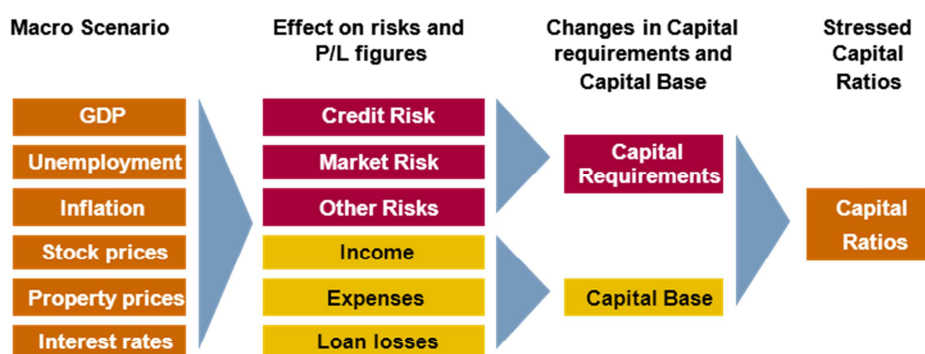 Macro Scenario
Effect on risks and
P/L figures
Changes in Capital
requirements and
Capital Base
Stressed
Capital
Ratios
GDP
Unemployment
Inflation
Stock prices
Property prices
Interest rates
Credit Risk
Market Risk
Other Risks
Income
Expenses
Loan losses
Capital
Requirements
Capital Base
Capital
Ratios